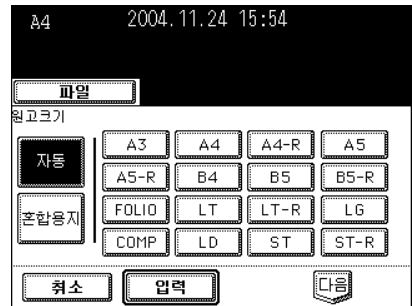 A4 2004.11.24 15:54
파일
원고크기
자동 A3 A4 A4-R A5
A5-R B4 B5 B5-R
혼합용지 FOLIO LT LT-R LG
COMP LD ST ST-R
취소 입력 다음